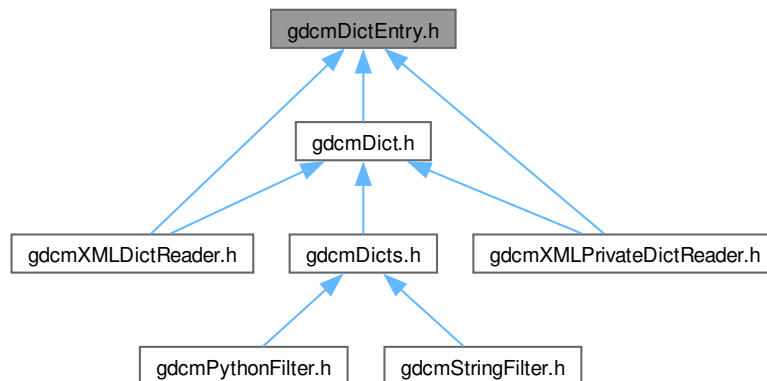 gdcmDictEntry.h
gdcmDict.h
gdcmXMLDictReader.h
gdcmDicts.h
gdcmXMLPrivateDictReader.h
gdcmPythonFilter.h
gdcmStringFilter.h